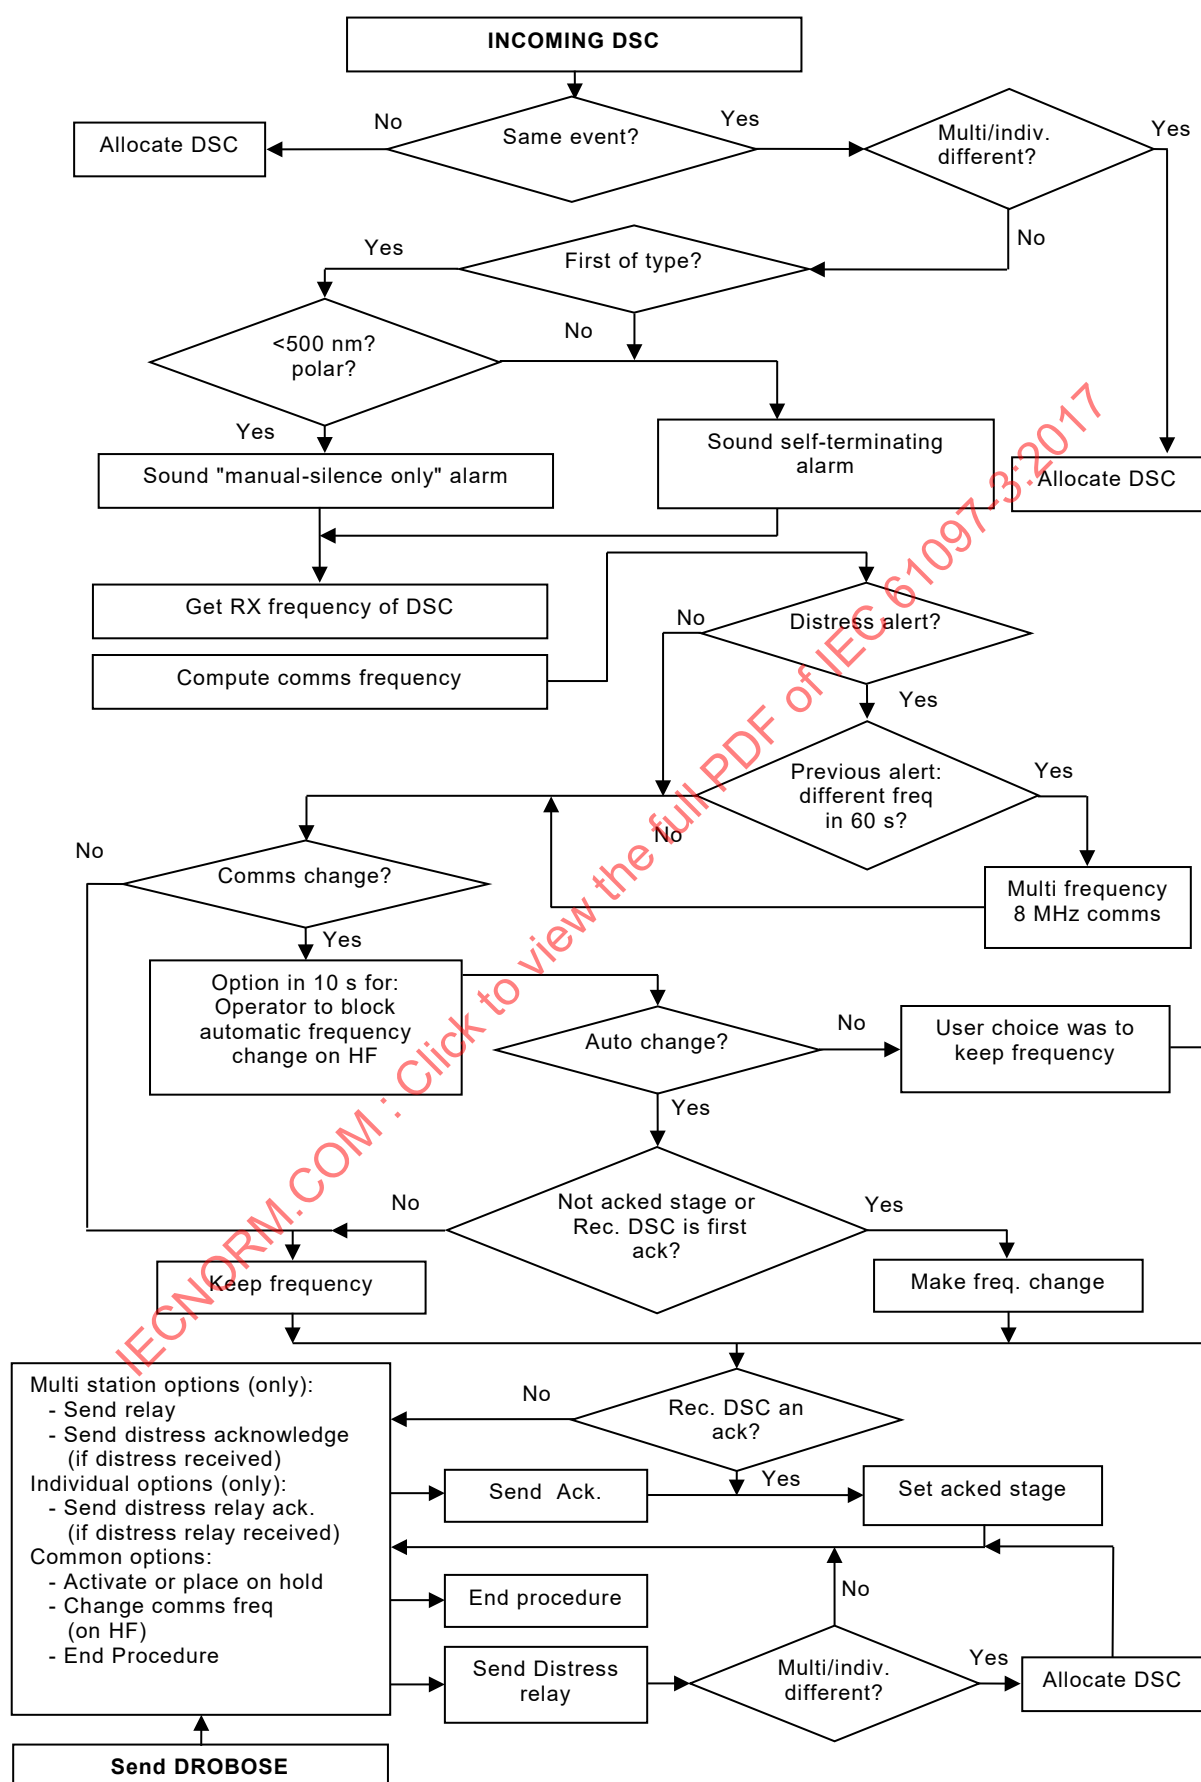 INCOMING DSC
No
Same event?
Yes
Multi/indiv.
different?
Yes
Allocate DSC
No
Yes
First of type?
No
<500 nm?
polar?
Yes
Sound "manual-silence only" alarm
Sound self-terminating
alarm
Allocate DSC
Get RX frequency of DSC
Compute comms frequency
No
Distress alert?
Yes
Previous alert:
different freq
in 60 s?
Yes
No
Multi frequency
8 MHz comms
No
Comms change?
Yes
Option in 10 s for:
Operator to block
automatic frequency
change on HF
Auto change?
No
User choice was to
keep frequency
Yes
No
Not acked stage or
Rec. DSC is first
ack?
Yes
Keep frequency
Make freq. change
No
Rec. DSC an
ack?
Yes
Multi station options (only):
- Send relay
- Send distress acknowledge
(if distress received)
Individual options (only):
- Send distress relay ack.
(if distress relay received)
Common options:
- Activate or place on hold
- Change comms freq
(on HF)
- End Procedure
Send Ack.
Set acked stage
End procedure
No
Send Distress
relay
Multi/indiv.
different?
Yes
Allocate DSC
Send DROBOSE
IECNORM.COM : Click to view the full PDF of IEC 61097-3:2017